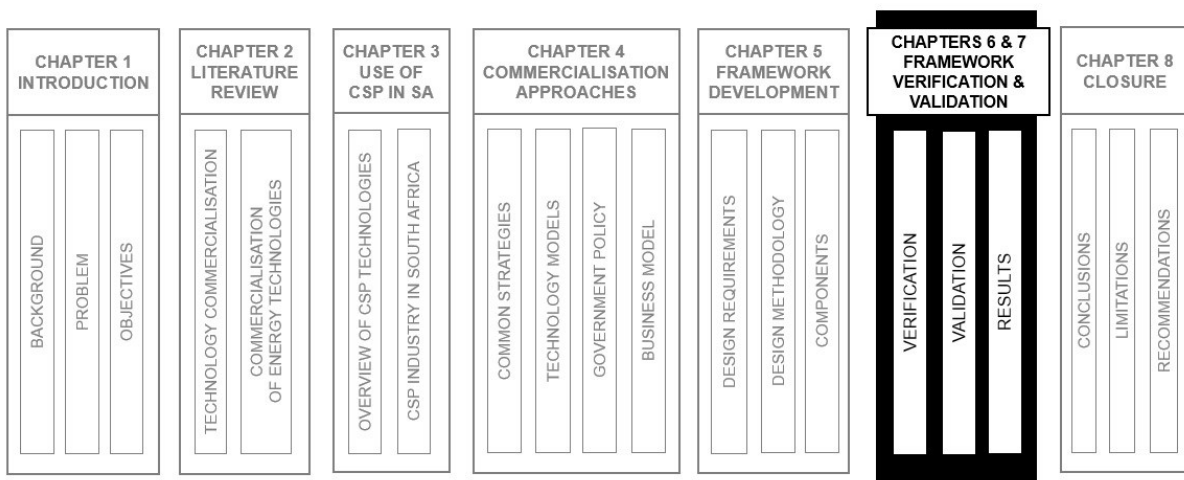 CHAPTER 1
INTRODUCTION
BACKGROUND
PROBLEM
OBJECTIVES
CHAPTER 2
LITERATURE
REVIEW
TECHNOLOGY COMMERCIALISATION
COMMERCIALISATION
OF ENERGY TECHNOLOGIES
CHAPTER 3
USE OF
CSP IN SA
OVERVIEW OF CSP TECHNOLOGIES
CSP INDUSTRY IN SOUTH AFRICA
CHAPTER 4
COMMERCIALISATION
APPROACHES
COMMON STRATEGIES
TECHNOLOGY MODELS
GOVERNMENT POLICY
BUSINESS MODEL
CHAPTER 5
FRAMEWORK
DEVELOPMENT
DESIGN REQUIREMENTS
DESIGN METHODOLOGY
COMPONENTS
CHAPTERS 6 & 7
FRAMEWORK
VERIFICATION &
VALIDATION
VERIFICATION
VALIDATION
RESULTS
CHAPTER 8
CLOSURE
CONCLUSIONS
LIMITATIONS
RECOMMENDATIONS